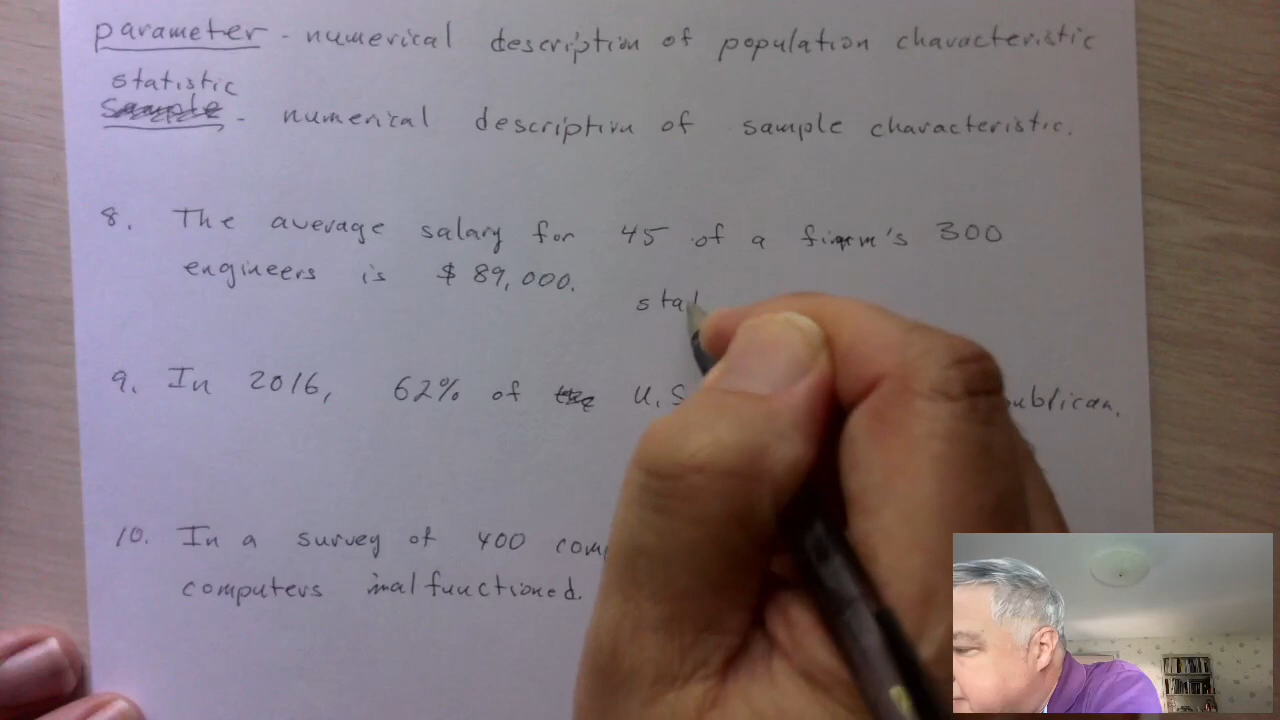 parameter - numerical description of population characteristic
statistic
sample - numerical description of sample characteristic.
8. The average salary for 45 of a firm's 300
engineers is $89,000.
sta
9. In 2016, 62% of the U.S
10. In a survey of 400
computers malfunctioned.